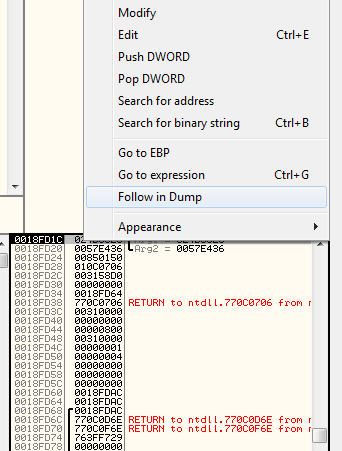 Modify
Edit Ctrl+E
Push DWORD
Pop DWORD
Search for address
Search for binary string Ctrl+B
Go to EBP
Go to expression Ctrl+G
Follow in Dump
Appearance
0018FD1C
0018FD20 0057E436 Arg2 = 0057E436
0018FD24 00850150
0018FD28 010C0706
0018FD2C 003158D0
0018FD30 00000000
0018FD34 0018FD64
0018FD38 770C0706 RETURN to ntdll.770C0706 from
0018FD3C 00310000
0018FD40 00000000
0018FD44 00000800
0018FD48 00310000
0018FD4C 00000001
0018FD50 00000004
0018FD54 00000000
0018FD58 00000000
0018FD5C 00000000
0018FD60 0018FDAC
0018FD64 0018FDAC
0018FD68 0018FDAC
0018FD6C 770C0D6E RETURN to ntdll.770C0D6E from
0018FD70 770C0F6E RETURN to ntdll.770C0F6E from
0018FD74 763FF729
0018FD78 00000000